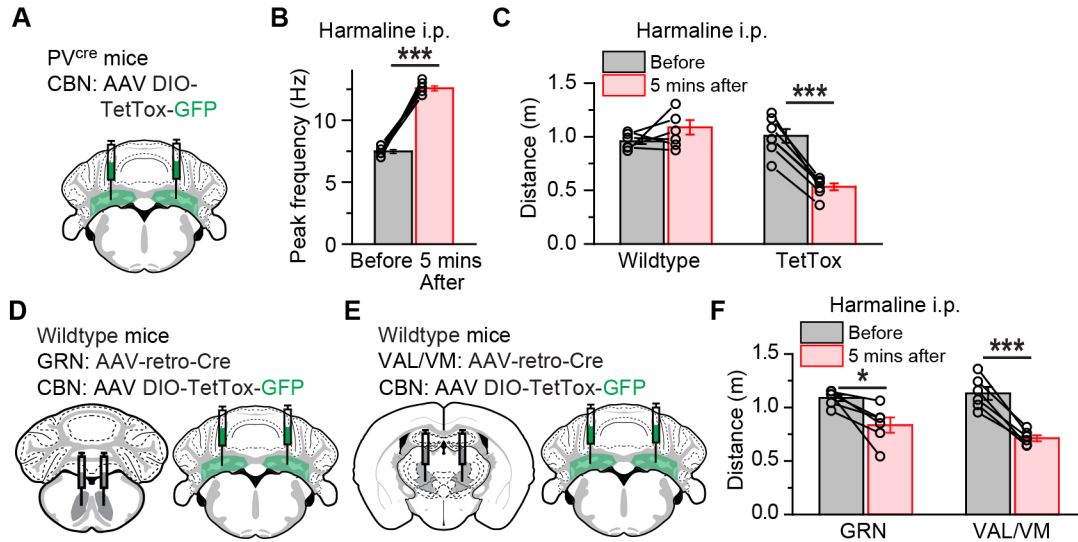 A
PVcre mice
CBN: AAV DIO-
TetTox-GFP
B
Harmaline i.p.
***
Peak frequency (Hz)
10
5
0
Before 5 mins
After
C
Harmaline i.p.
Before
5 mins after
***
Distance (m)
1.5
1.0
0.5
0.0
Wildtype
TetTox
D
Wildtype mice
GRN: AAV-retro-Cre
CBN: AAV DIO-TetTox-GFP
E
Wildtype mice
VAL/VM: AAV-retro-Cre
CBN: AAV DIO-TetTox-GFP
F
Harmaline i.p.
Before
5 mins after
*
***
Distance (m)
1.5
1.0
0.5
0.0
GRN
VAL/VM